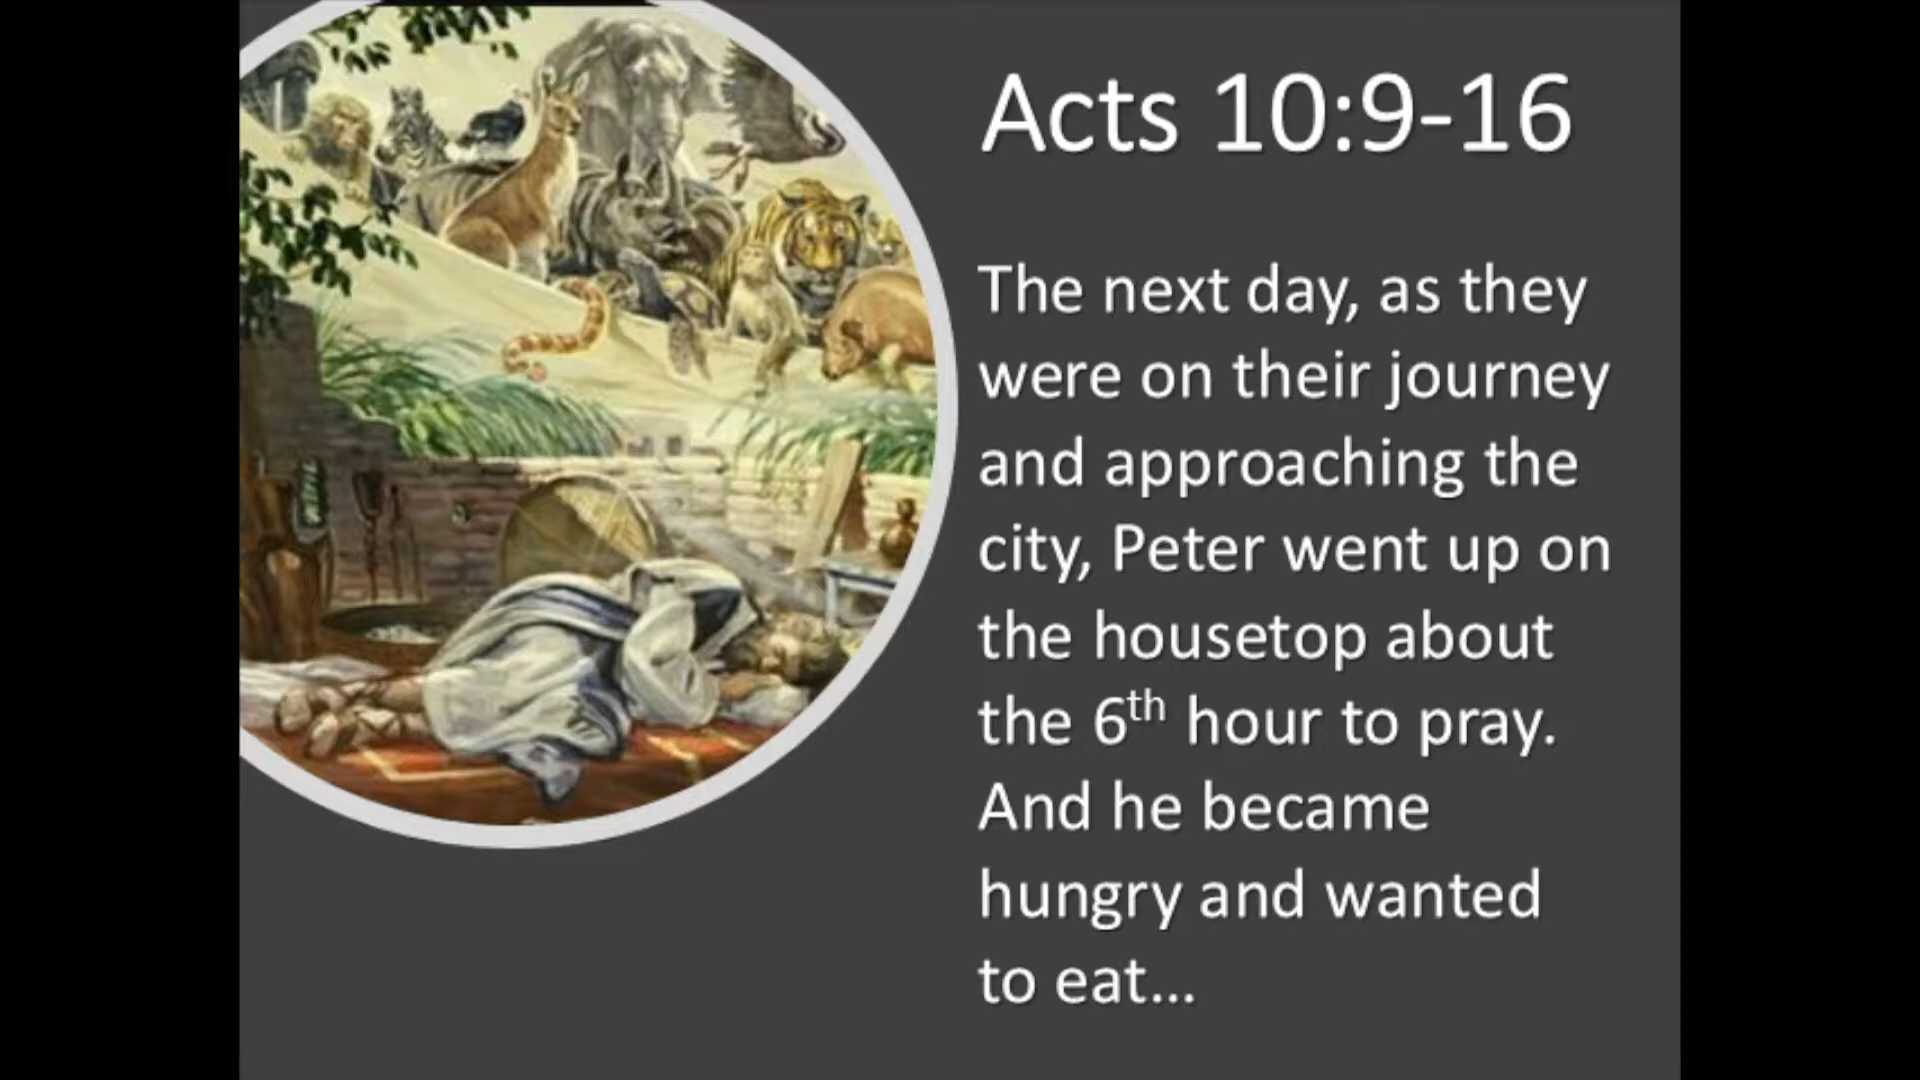 Acts 10:9-16
The next day, as they
were on their journey
and approaching the
city, Peter went up on
the housetop about
the 6th hour to pray.
And he became
hungry and wanted
to eat...